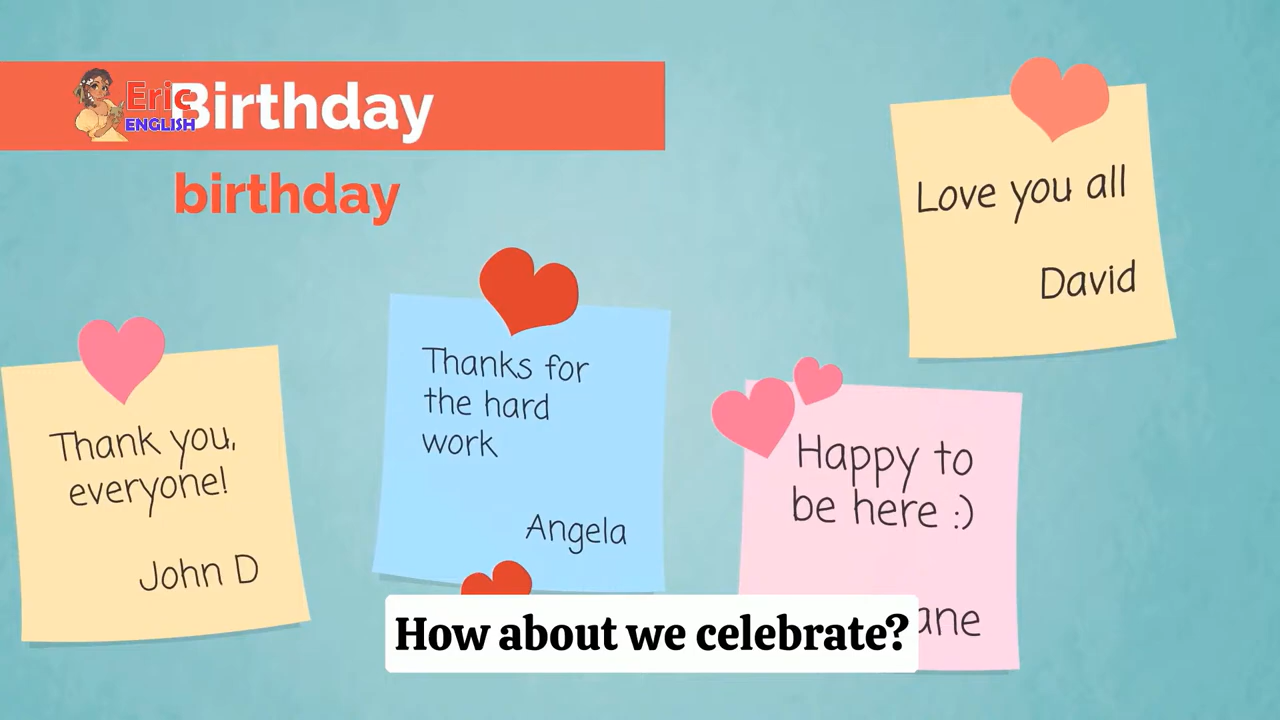 Birthday
Eric
ENGLISH
birthday
Love you all
David
Thank you,
everyone!
John D
Thanks for
the hard
work
Angela
Happy to
be here :)
How about we celebrate?